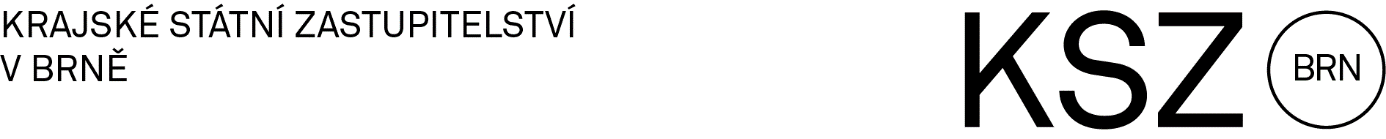 KRAJSKÉ STÁTNÍ ZASTUPITELSTVÍ
V BRNĚ
KSZ BRN